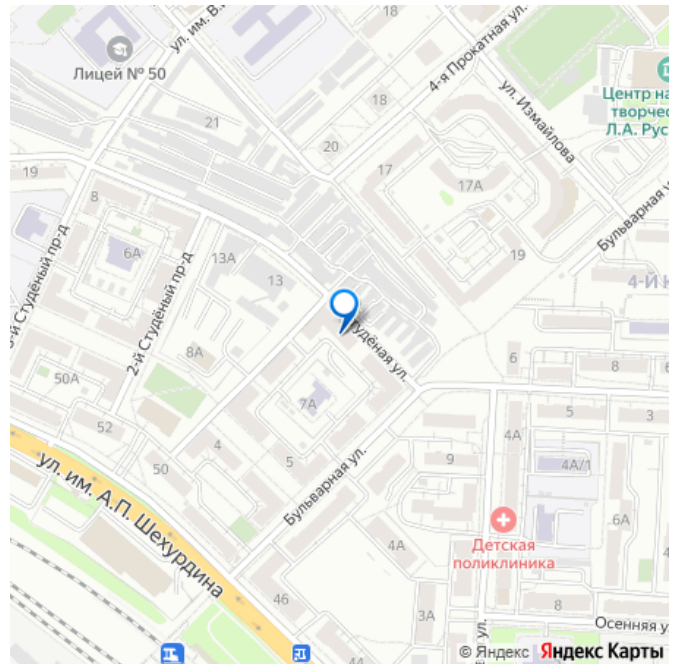 Лицей № 50
ул. им. В.
4-я Прокатная ул.
ул. Измайлова
Центр на
творчес
Л.А. Рус
18
18
21
20
17
17А
19
19
8
Бульварная у
6А
13А
13
4-Й К
3-й Студёный пр-д
2-й Студёный пр-д
удёная ул.
8А
6
8
50А
7А
5
3
52
4
4А
50
5
9
4А/1
Бульварная ул.
6А
ул. им. А.П. Шехурдина
Детская
поликлиника
4А
46
3А
8
Осенняя у
44
ул.
© Яндекс Яндекс Карты